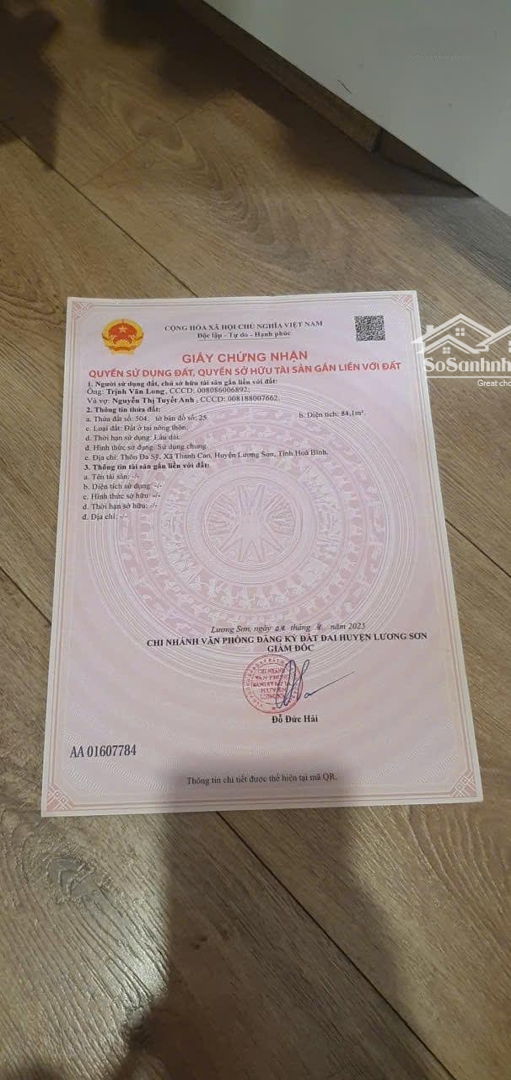 CỘNG HÒA XÃ HỘI CHỦ NGHĨA VIỆT NAM
Độc lập - Tự do - Hạnh phúc
GIẤY CHỨNG NHẬN
QUYỀN SỬ DỤNG ĐẤT, QUYỀN SỞ HỮU TÀI SẢN GẮN LIỀN VỚI ĐẤT
1. Người sử dụng đất, chủ sở hữu tài sản gắn liền với đất:
Ông: Trịnh Văn Long, CCCD: 008086006892;
Và vợ: Nguyễn Thị Tuyết Anh , CCCD: 008188007662.
2. Thông tin thửa đất:
a. Thửa đất số: 504, tờ bản đồ số: 25 b. Diện tích: 84,1m².
c. Loại đất: Đất ở tại nông thôn.
d. Thời hạn sử dụng: Lâu dài.
đ. Hình thức sử dụng: Sử dụng chung.
e. Địa chỉ: Thôn Đa Sỹ, Xã Thanh Cao, Huyện Lương Sơn, Tỉnh Hoà Bình.
3. Thông tin tài sản gắn liền với đất:
a. Tên tài sản: -/-
b. Diện tích sử dụng: -/-
c. Hình thức sở hữu: -/-
d. Thời hạn sở hữu: -/-
đ. Địa chỉ: -/-
SoSanhnh
Great cho
Lương Sơn, ngày tháng năm 2025
CHI NHÁNH VĂN PHÒNG ĐĂNG KÝ ĐẤT ĐAI HUYỆN LƯƠNG SƠN
GIÁM ĐỐC
Đỗ Đức Hải
AA 01607784
Thông tin chi tiết được thể hiện tại mã QR.